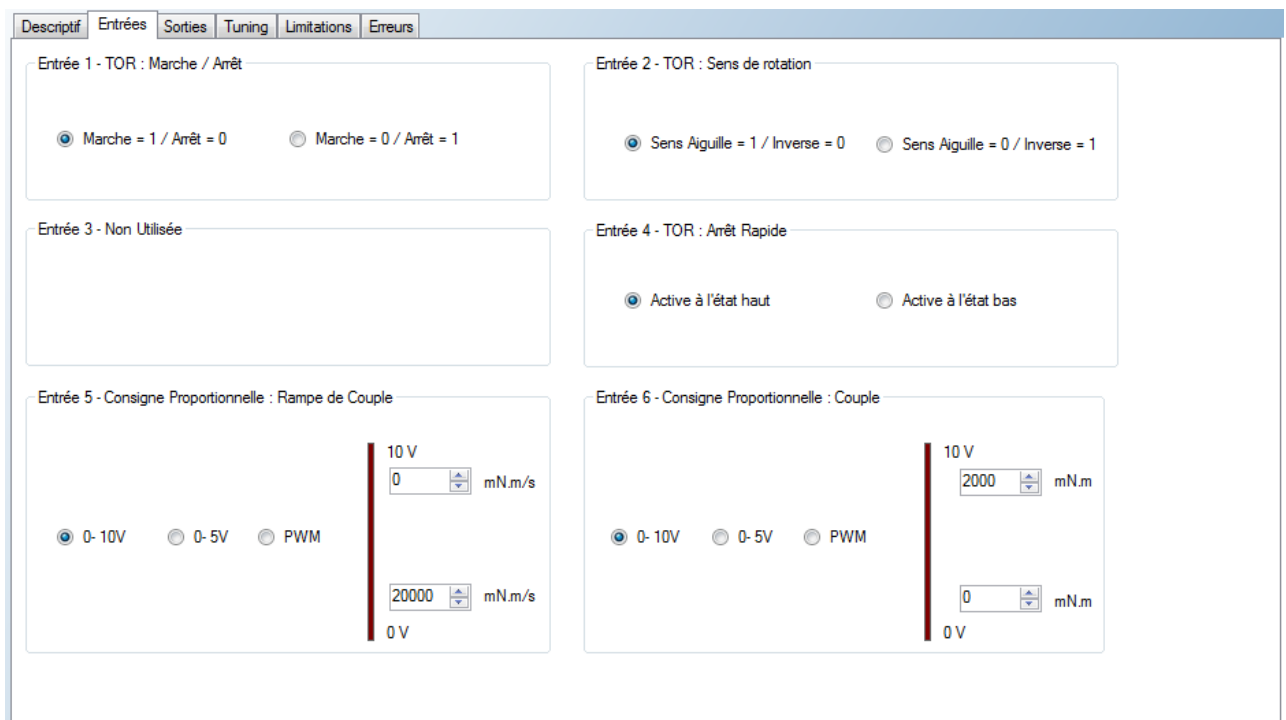 Descriptif Entrées Sorties Tuning Limitations Erreurs
Entrée 1 - TOR : Marche / Arrêt
Marche = 1 / Arrêt = 0
Marche = 0 / Arrêt = 1
Entrée 2 - TOR : Sens de rotation
Sens Aiguille = 1 / Inverse = 0
Sens Aiguille = 0 / Inverse = 1
Entrée 3 - Non Utilisée
Entrée 4 - TOR : Arrêt Rapide
Active à l'état haut
Active à l'état bas
Entrée 5 - Consigne Proportionnelle : Rampe de Couple
10 V
0 mN.m/s
0- 10V
0- 5V
PWM
20000 mN.m/s
0 V
Entrée 6 - Consigne Proportionnelle : Couple
10 V
2000 mN.m
0- 10V
0- 5V
PWM
0 mN.m
0 V